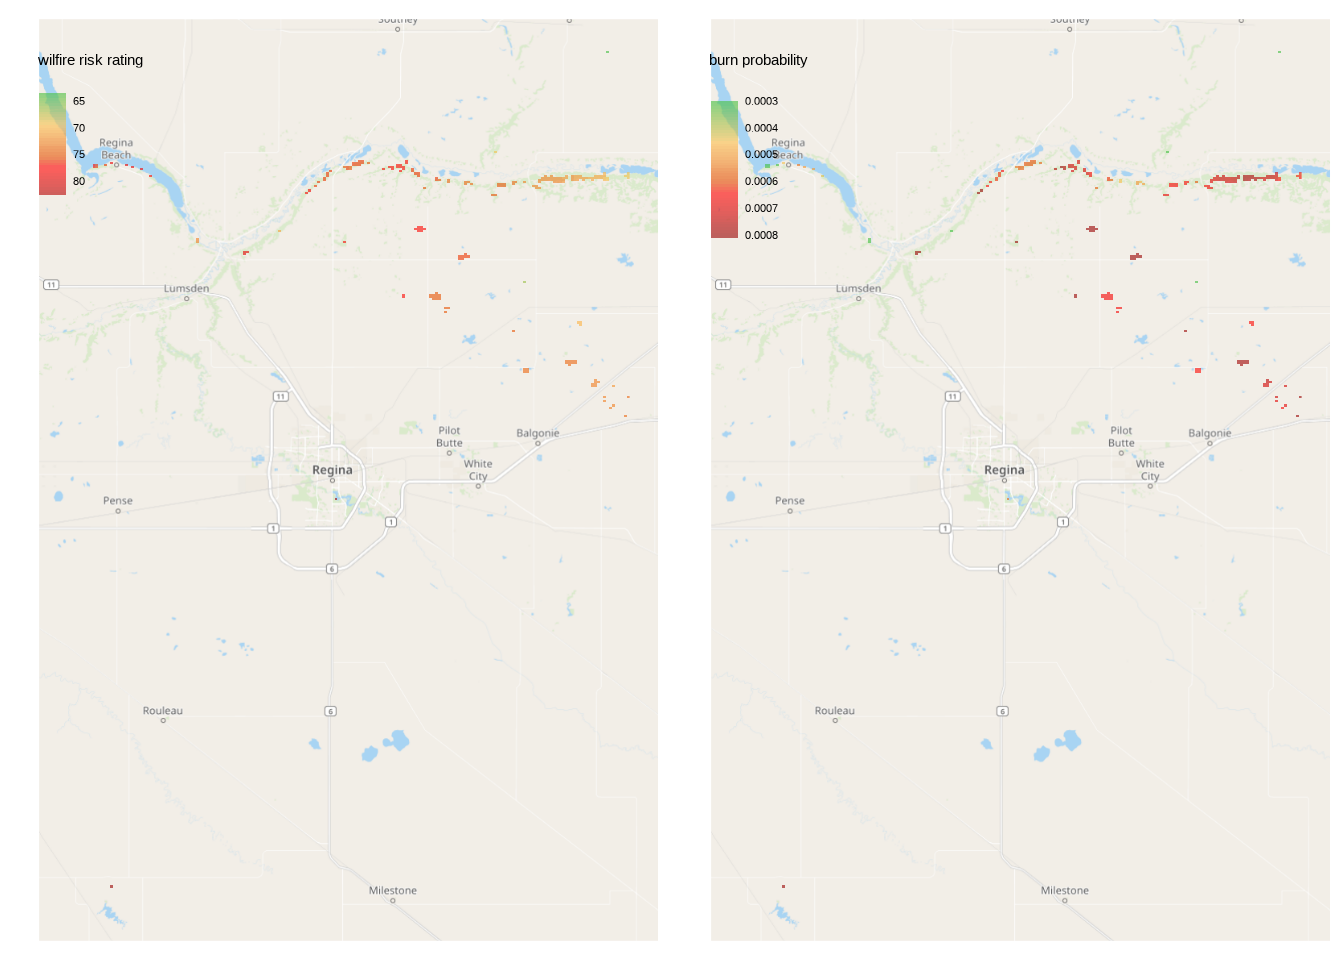 Southey
wilfire risk rating
65
70
75
80
Regina
Beach
11
Lumsden
11
Pilot
Butte
Balgonie
Regina
White
City
Pense
1
1
6
Rouleau
6
Milestone
Southey
burn probability
0.0003
0.0004
0.0005
0.0006
0.0007
0.0008
Regina
Beach
11
Lumsden
11
Pilot
Butte
Balgonie
Regina
White
City
Pense
1
1
6
Rouleau
6
Milestone